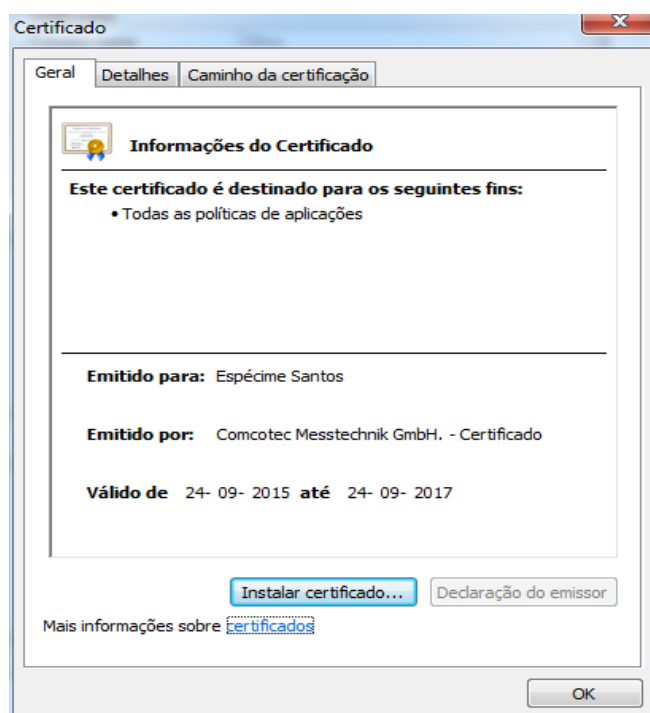 Certificado
Geral Detalhes Caminho da certificação
Informações do Certificado
Este certificado é destinado para os seguintes fins:
• Todas as políticas de aplicações
Emitido para: Espécime Santos
Emitido por: Comcotec Messtechnik GmbH. - Certificado
Válido de 24- 09- 2015 até 24- 09- 2017
Instalar certificado... Declaração do emissor
Mais informações sobre certificados
OK